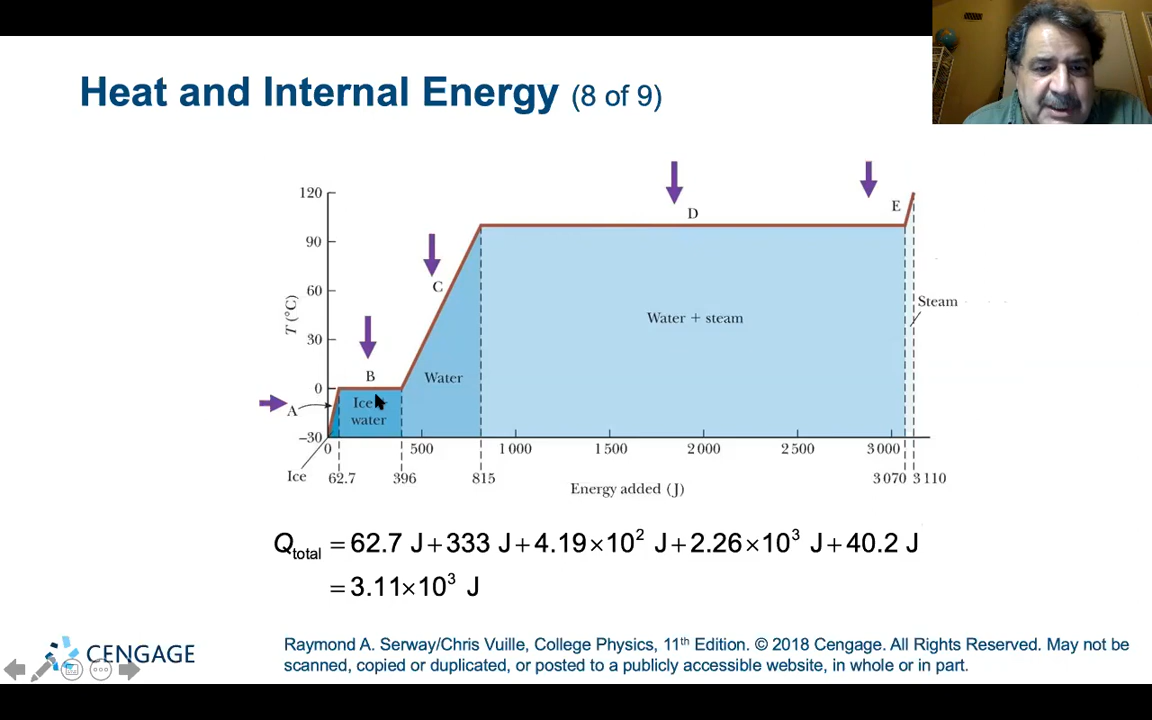 Heat and Internal Energy (8 of 9)
120
90
60
30
0
−30
T (°C)
A
B
C
D
E
Ice
water
Water
Water + steam
Steam
Ice
0
500
1 000
1 500
2 000
2 500
3 000
62.7
396
815
3 070
3 110
Energy added (J)
Qtotal = 62.7 J+333 J+4.19×10² J+2.26×10³ J+40.2 J
=3.11×10³ J
CENGAGE
Raymond A. Serway/Chris Vuille, College Physics, 11th Edition. © 2018 Cengage. All Rights Reserved. May not be
scanned, copied or duplicated, or posted to a publicly accessible website, in whole or in part.